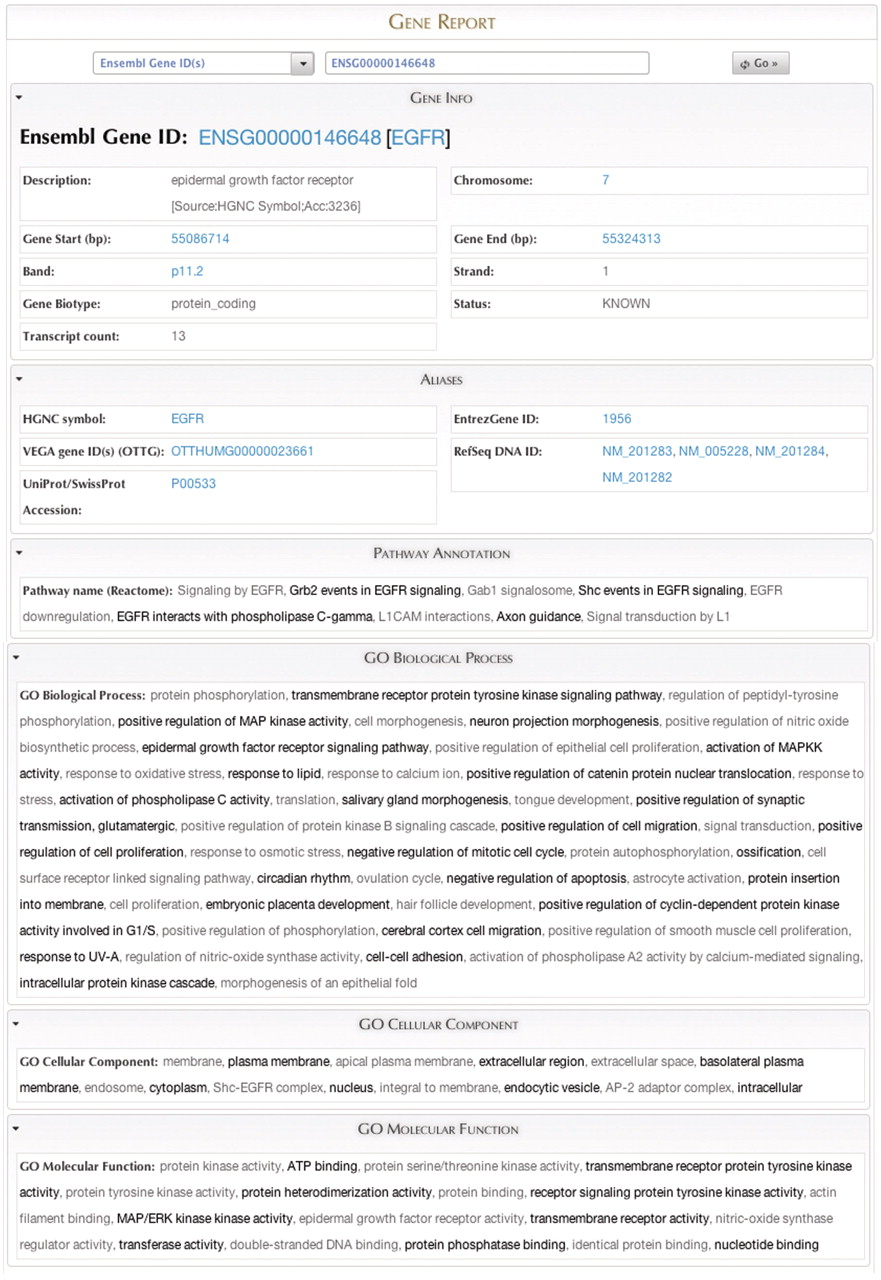 GENE REPORT
Ensembl Gene ID(s) ENSG00000146648 Go »
GENE INFO
Ensembl Gene ID: ENSG00000146648 [EGFR]
Description: epidermal growth factor receptor
[Source:HGNC Symbol;Acc:3236]
Chromosome: 7
Gene Start (bp): 55086714
Gene End (bp): 55324313
Band: p11.2
Strand: 1
Gene Biotype: protein_coding
Status: KNOWN
Transcript count: 13
ALIASES
HGNC symbol: EGFR
EntrezGene ID: 1956
VEGA gene ID(s) (OTTG): OTTHUMG00000023661
RefSeq DNA ID: NM_201283, NM_005228, NM_201284,
NM_201282
UniProt/SwissProt P00533
Accession:
PATHWAY ANNOTATION
Pathway name (Reactome): Signaling by EGFR, Grb2 events in EGFR signaling, Gab1 signalosome, Shc events in EGFR signaling, EGFR
downregulation, EGFR interacts with phospholipase C-gamma, L1CAM interactions, Axon guidance, Signal transduction by L1
GO BIOLOGICAL PROCESS
GO Biological Process: protein phosphorylation, transmembrane receptor protein tyrosine kinase signaling pathway, regulation of peptidyl-tyrosine
phosphorylation, positive regulation of MAP kinase activity, cell morphogenesis, neuron projection morphogenesis, positive regulation of nitric oxide
biosynthetic process, epidermal growth factor receptor signaling pathway, positive regulation of epithelial cell proliferation, activation of MAPKK
activity, response to oxidative stress, response to lipid, response to calcium ion, positive regulation of catenin protein nuclear translocation, response to
stress, activation of phospholipase C activity, translation, salivary gland morphogenesis, tongue development, positive regulation of synaptic
transmission, glutamatergic, positive regulation of protein kinase B signaling cascade, positive regulation of cell migration, signal transduction, positive
regulation of cell proliferation, response to osmotic stress, negative regulation of mitotic cell cycle, protein autophosphorylation, ossification, cell
surface receptor linked signaling pathway, circadian rhythm, ovulation cycle, negative regulation of apoptosis, astrocyte activation, protein insertion
into membrane, cell proliferation, embryonic placenta development, hair follicle development, positive regulation of cyclin-dependent protein kinase
activity involved in G1/S, positive regulation of phosphorylation, cerebral cortex cell migration, positive regulation of smooth muscle cell proliferation,
response to UV-A, regulation of nitric-oxide synthase activity, cell-cell adhesion, activation of phospholipase A2 activity by calcium-mediated signaling,
intracellular protein kinase cascade, morphogenesis of an epithelial fold
GO CELLULAR COMPONENT
GO Cellular Component: membrane, plasma membrane, apical plasma membrane, extracellular region, extracellular space, basolateral plasma
membrane, endosome, cytoplasm, Shc-EGFR complex, nucleus, integral to membrane, endocytic vesicle, AP-2 adaptor complex, intracellular
GO MOLECULAR FUNCTION
GO Molecular Function: protein kinase activity, ATP binding, protein serine/threonine kinase activity, transmembrane receptor protein tyrosine kinase
activity, protein tyrosine kinase activity, protein heterodimerization activity, protein binding, receptor signaling protein tyrosine kinase activity, actin
filament binding, MAP/ERK kinase kinase activity, epidermal growth factor receptor activity, transmembrane receptor activity, nitric-oxide synthase
regulator activity, transferase activity, double-stranded DNA binding, protein phosphatase binding, identical protein binding, nucleotide binding